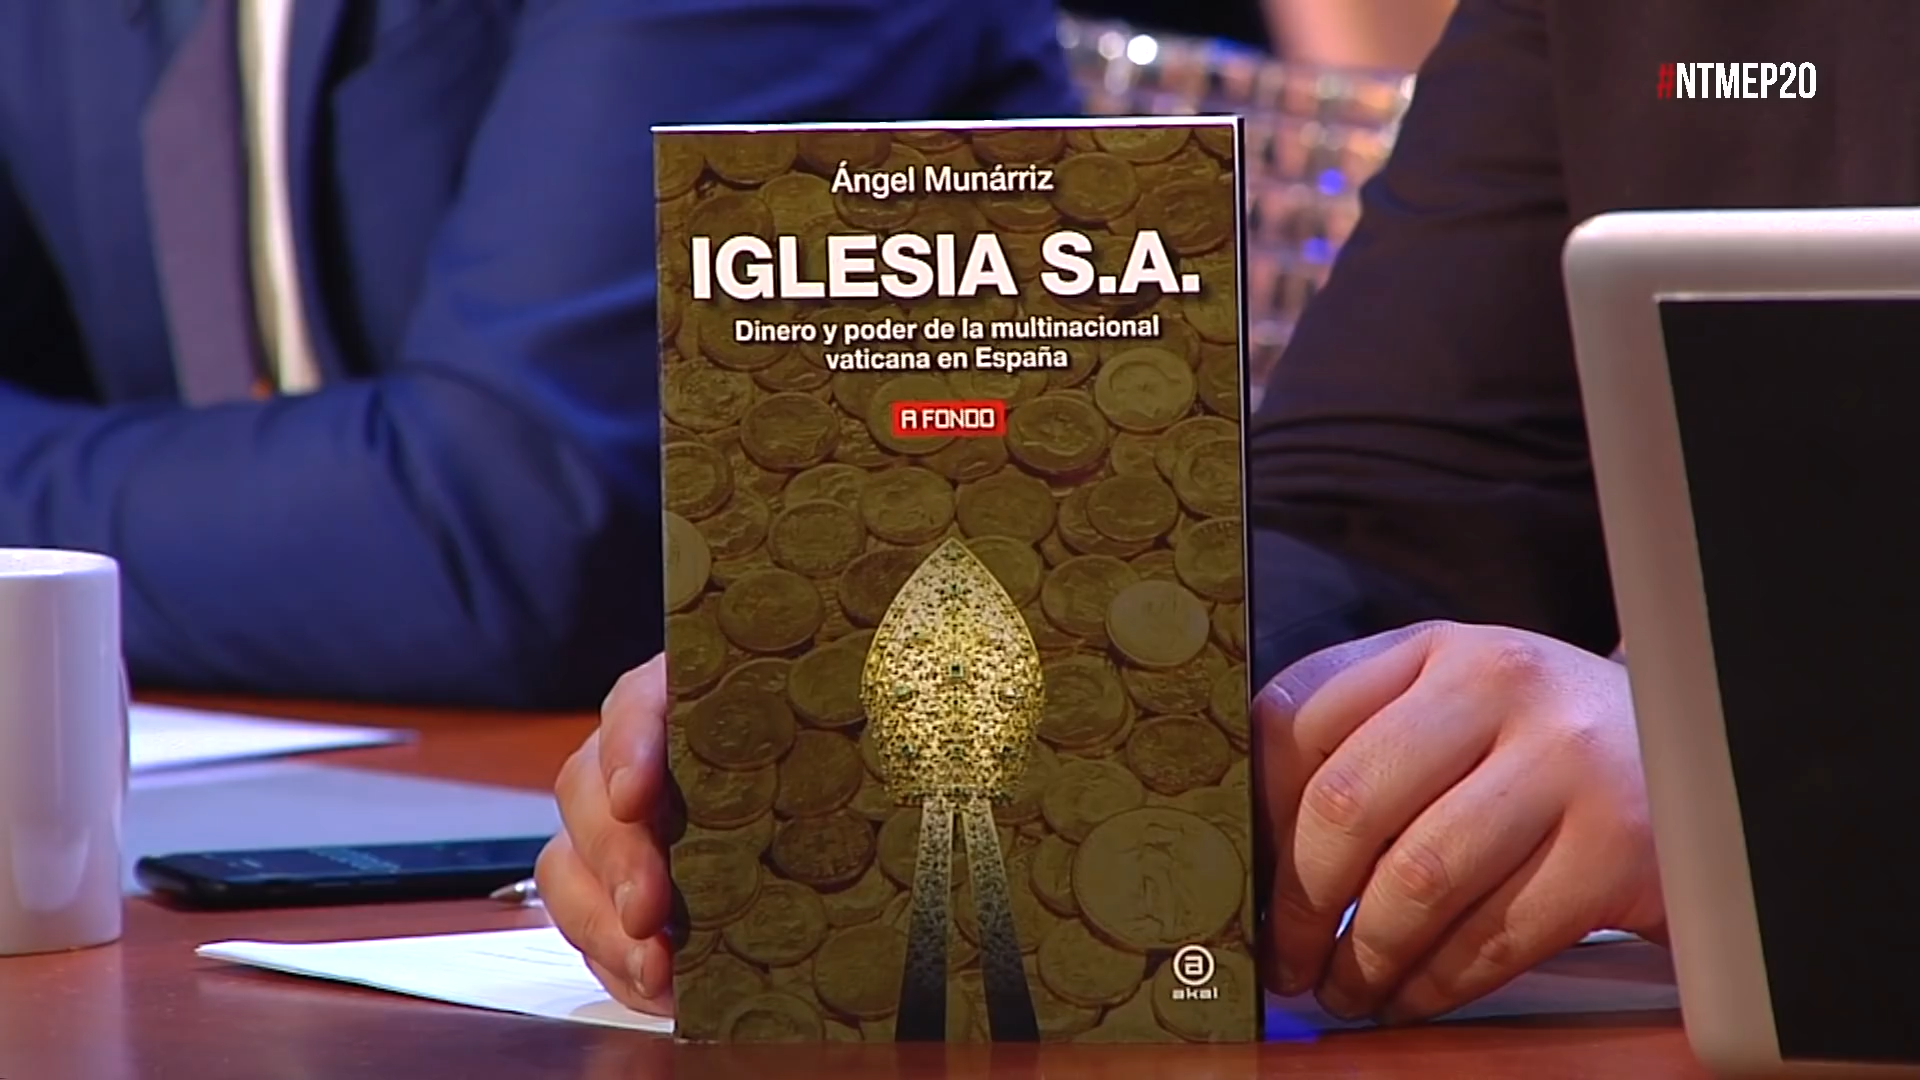 #NTMEP20
Ángel Munárriz
IGLESIA S.A.
Dinero y poder de la multinacional
vaticana en España
A FONDO
a
akal